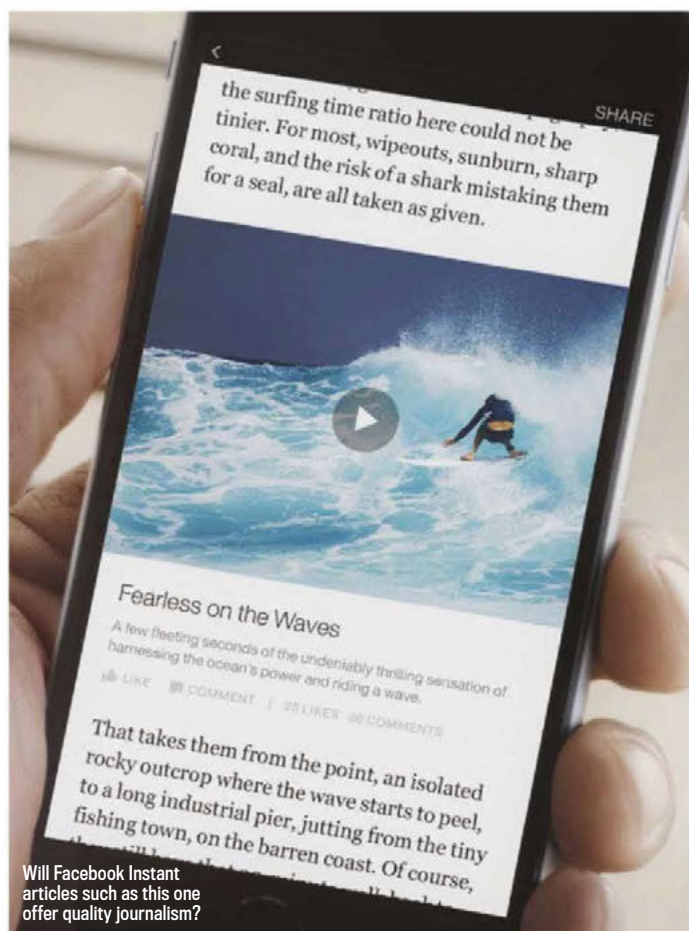 SHARE
the surfing time ratio here could not be
tinier. For most, wipeouts, sunburn, sharp
coral, and the risk of a shark mistaking them
for a seal, are all taken as given.
Fearless on the Waves
A few fleeting seconds of the undeniably thrilling sensation of
harnessing the ocean's power and riding a wave.
LIKE COMMENT | LIKES COMMENTS
That takes them from the point, an isolated
rocky outcrop where the wave starts to peel,
to a long industrial pier, jutting from the tiny
fishing town, on the barren coast. Of course,
Will Facebook Instant
articles such as this one
offer quality journalism?